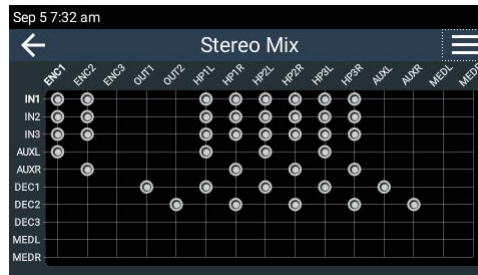 Sep 5 7:32 am
Stereo Mix
ENC1 ENC2 ENC3 OUT1 OUT2 HP1L HP1R HP2L HP2R HP3L HP3R AUXL AUXR MEDL MEDR
IN1
IN2
IN3
AUXL
AUXR
DEC1
DEC2
DEC3
MEDL
MEDR